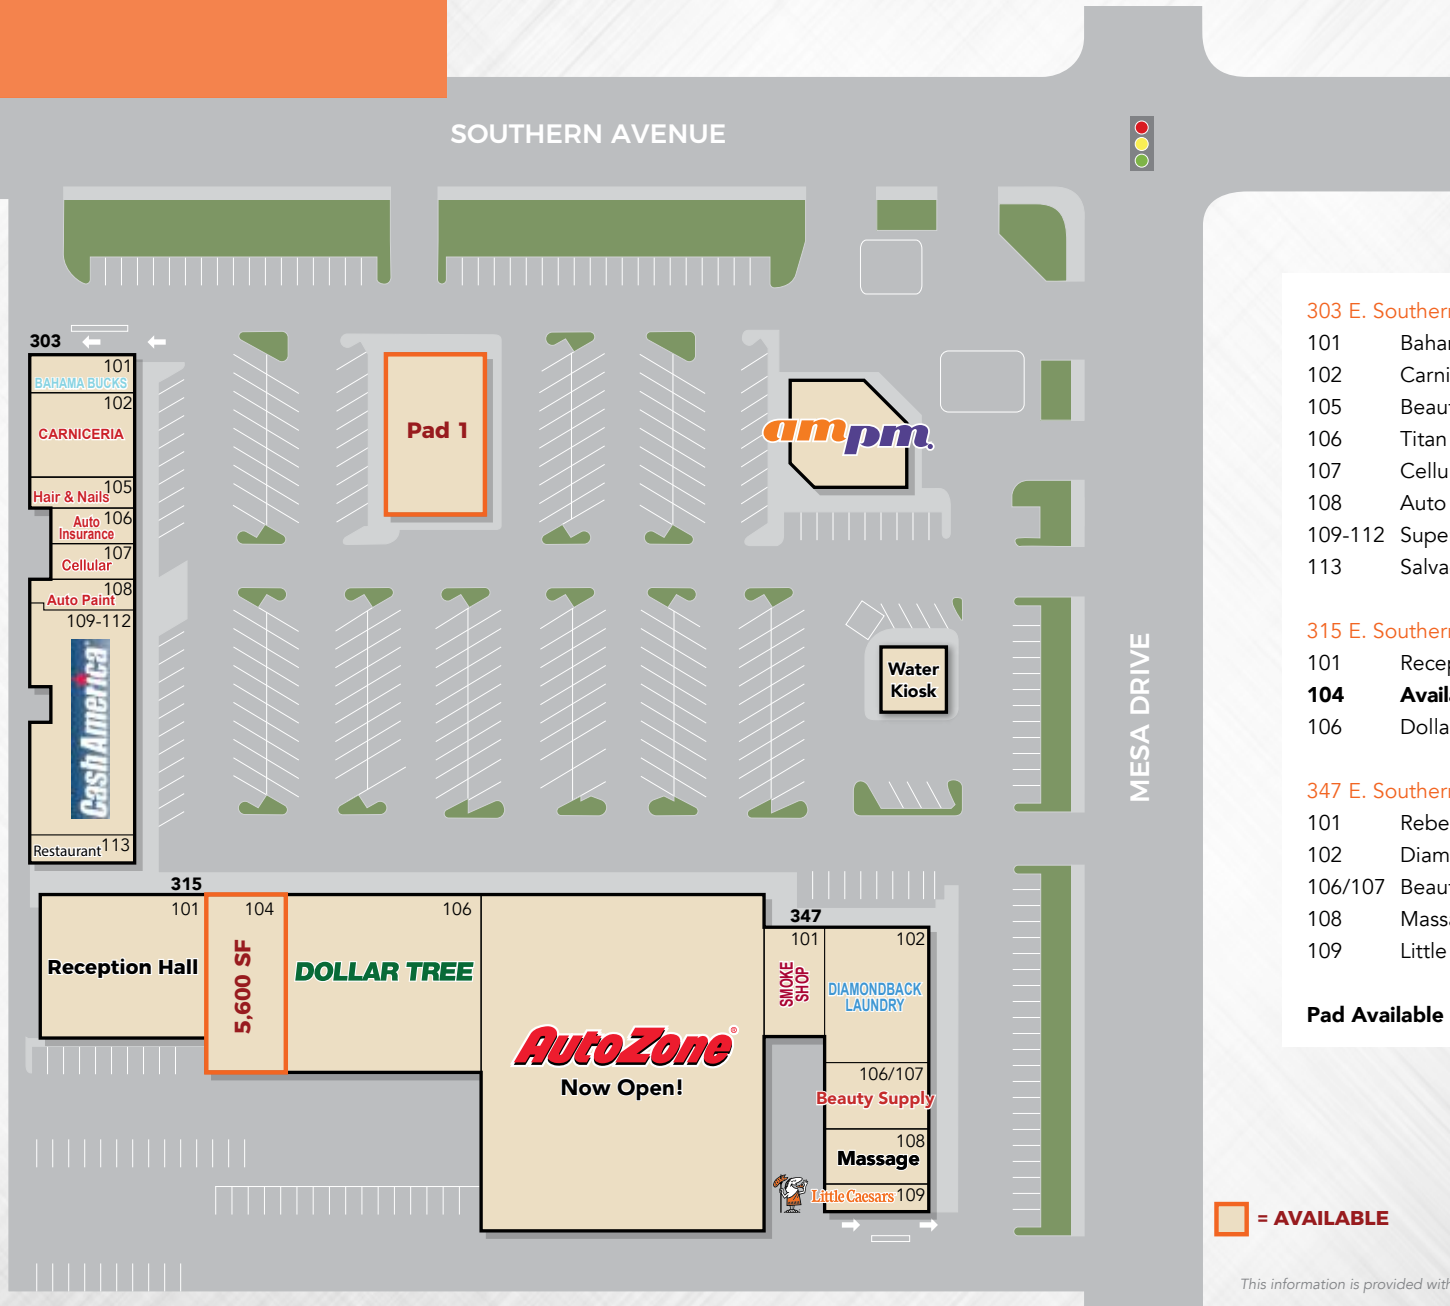 SOUTHERN AVENUE
303
101
BAHAMA BUCKS
102
CARNICERIA
105
Hair & Nails
106
Auto
Insurance
107
Cellular
108
Auto Paint
109-112
CashAmerica
Restaurant 113
Pad 1
ampm.
Water
Kiosk
MESA DRIVE
315
101
Reception Hall
104
5,600 SF
106
DOLLAR TREE
AutoZone
Now Open!
347
101
SMOKE
SHOP
102
DIAMONDBACK
LAUNDRY
106/107
Beauty Supply
108
Massage
Little Caesars 109
303 E. Southern
101
102
105
106 Titan
107
108 Auto
109-112
113
315 E. Southern
101
104
106
347 E. Southern
101
102
106/107
108
109 Little
Pad Available
= AVAILABLE
This information is provided with